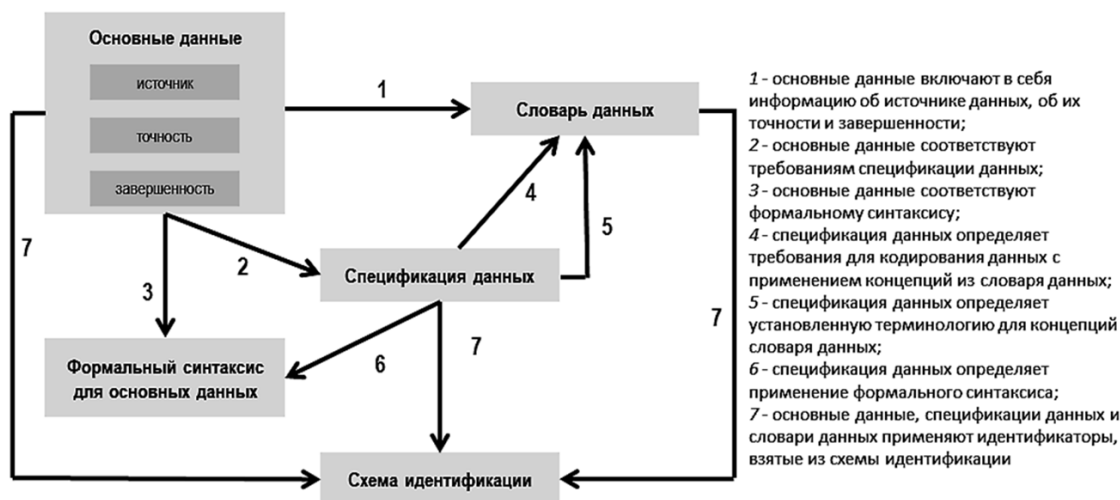 Основные данные
источник
точность
завершенность
1
Словарь данных
7
2
3
4
5
Спецификация данных
7
Формальный синтаксис
для основных данных
6
7
Схема идентификации
1 - основные данные включают в себя
информацию об источнике данных, об их
точности и завершенности;
2 - основные данные соответствуют
требованиям спецификации данных;
3 - основные данные соответствуют
формальному синтаксису;
4 - спецификация данных определяет
требования для кодирования данных с
применением концепций из словаря данных;
5 - спецификация данных определяет
установленную терминологию для концепций
словаря данных;
6 - спецификация данных определяет
применение формального синтаксиса;
7 - основные данные, спецификации данных и
словари данных применяют идентификаторы,
взятые из схемы идентификации